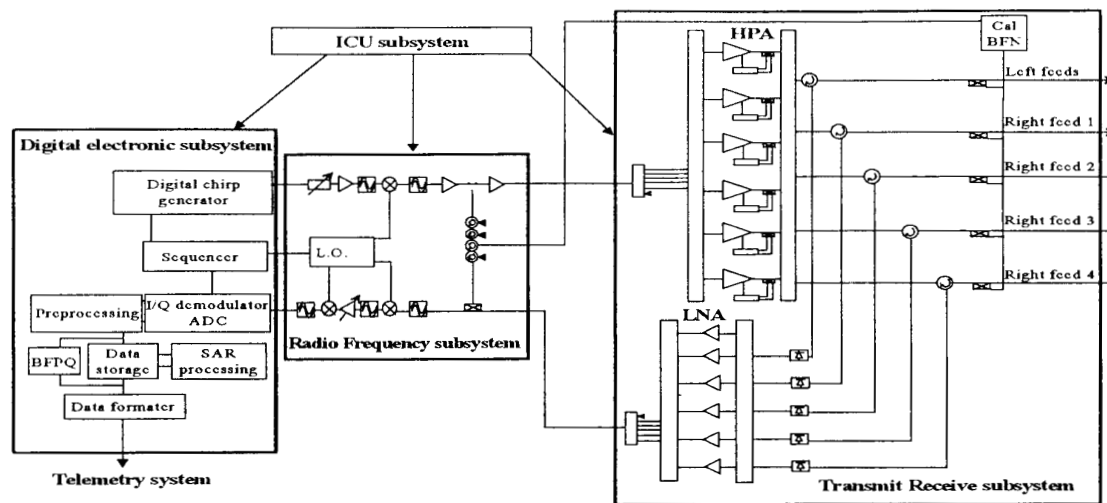 ICU subsystem
HPA
Cal
BFN
Left feeds
Right feed 1
Right feed 2
Right feed 3
Right feed 4
Digital electronic subsystem
Digital chirp
generator
Sequencer
L.O.
Preprocessing
I/Q demodulator
ADC
BFPQ
Data
storage
SAR
processing
Data formater
Radio Frequency subsystem
LNA
Telemetry system
Transmit Receive subsystem